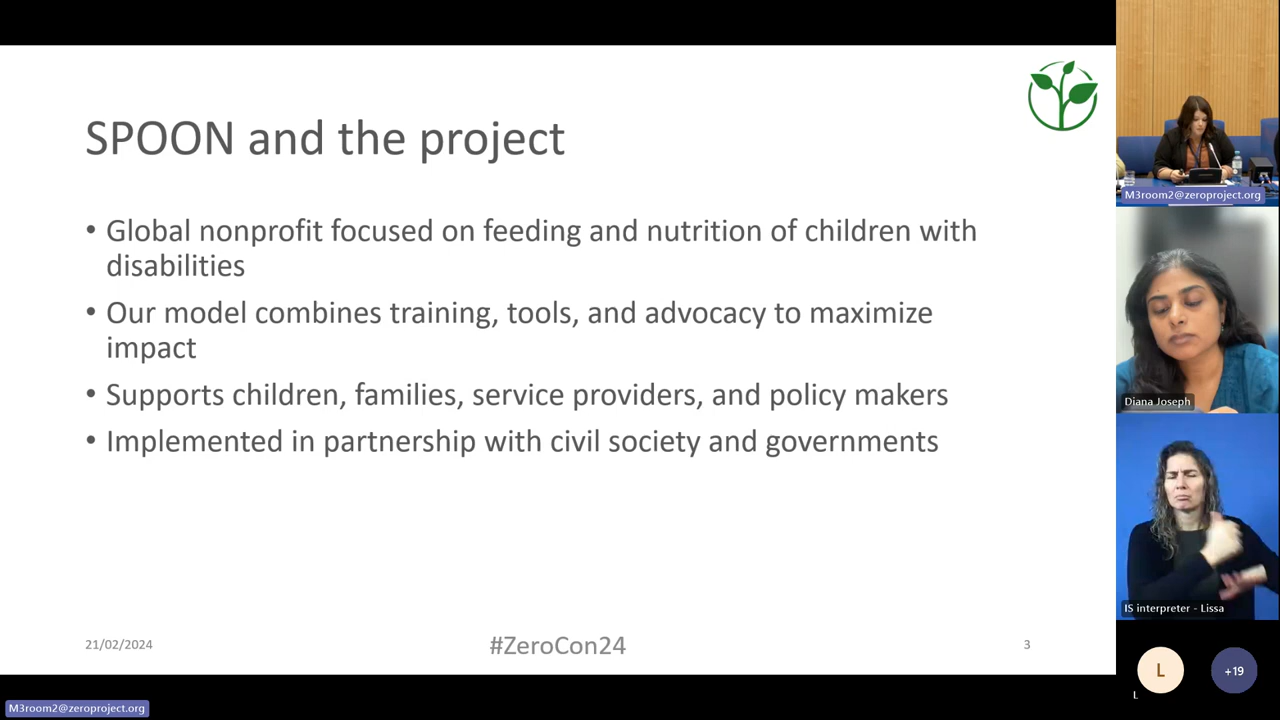 SPOON and the project
• Global nonprofit focused on feeding and nutrition of children with
disabilities
• Our model combines training, tools, and advocacy to maximize
impact
• Supports children, families, service providers, and policy makers
• Implemented in partnership with civil society and governments
21/02/2024
#ZeroCon24
3
M3room2@zeroproject.org
M3room2@zeroproject.org
Diana Joseph
IS interpreter - Lissa
L
+19
L